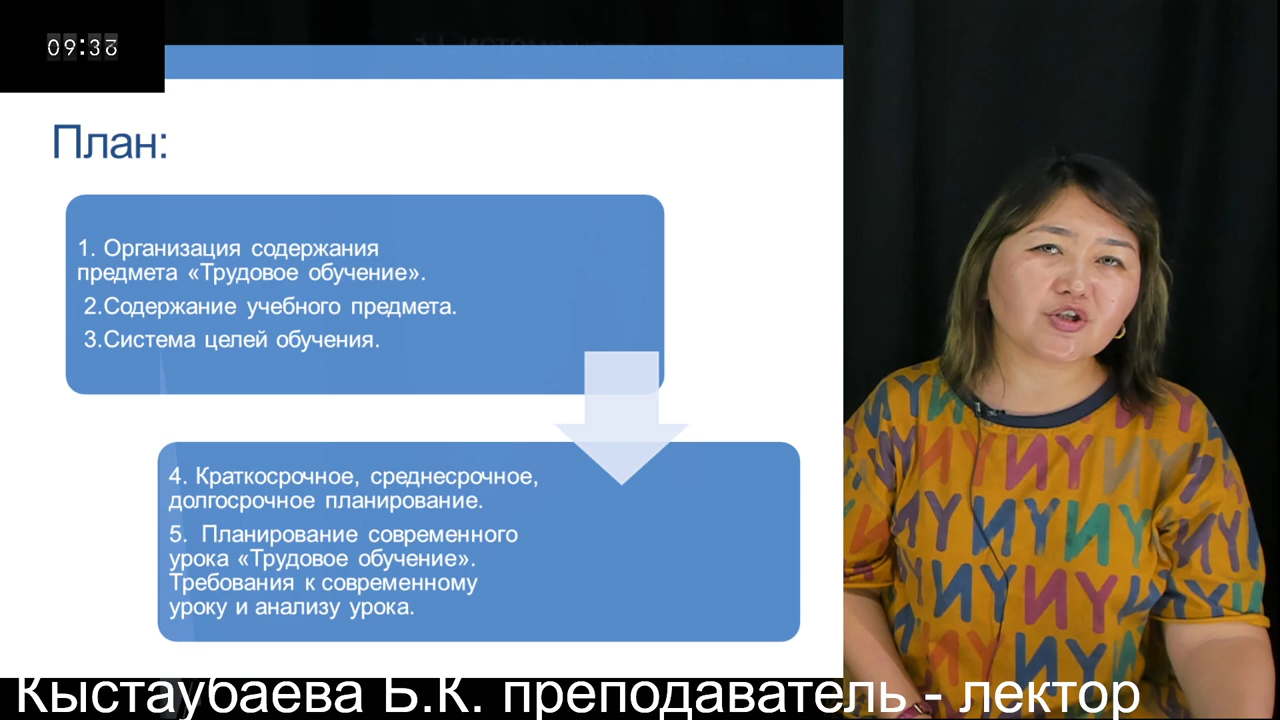 09:38
План:
1. Организация содержания
предмета «Трудовое обучение».
2.Содержание учебного предмета.
3.Система целей обучения.
4. Краткосрочное, среднесрочное,
долгосрочное планирование.
5. Планирование современного
урока «Трудовое обучение».
Требования к современному
уроку и анализу урока.
Кыстаубаева Б.К. преподаватель - лектор